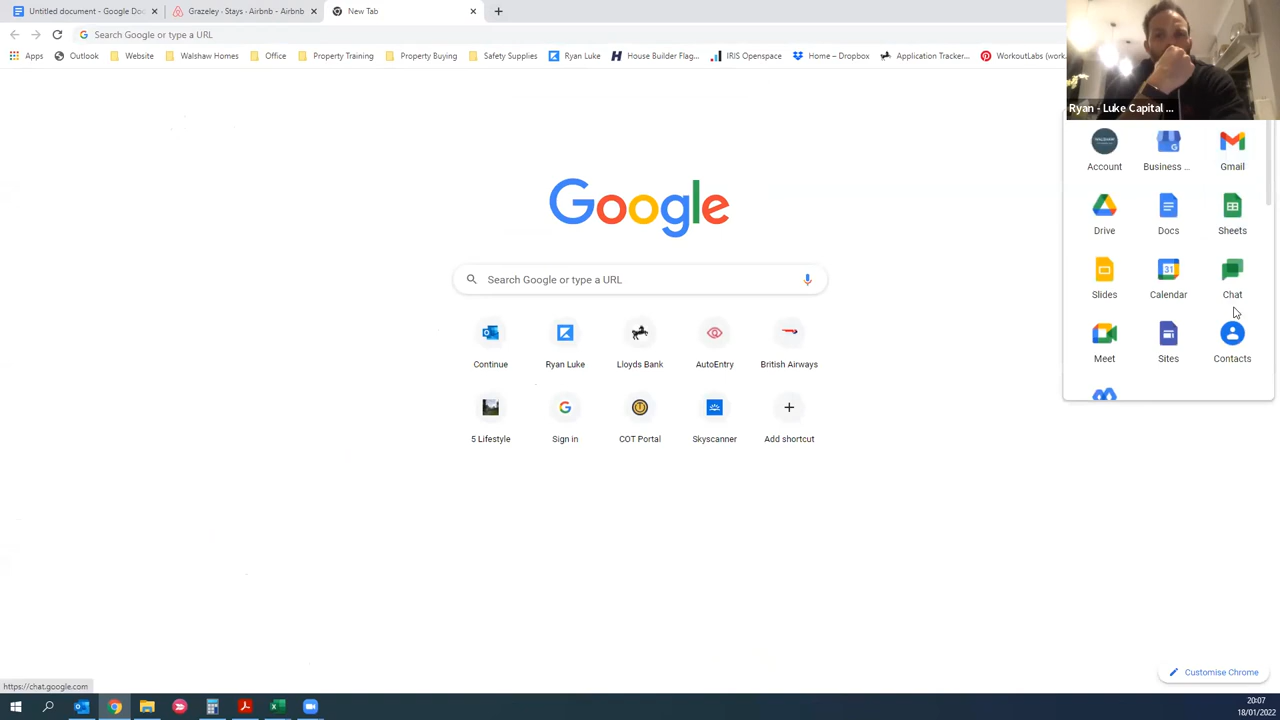 Untitled document - Google Doc
Grazeley · Stays · Airbnb - Airbnb
New Tab
Search Google or type a URL
Apps
Outlook
Website
Walshaw Homes
Office
Property Training
Property Buying
Safety Supplies
Ryan Luke
House Builder Flag...
IRIS Openspace
Home – Dropbox
Application Tracker...
WorkoutLabs (work
Ryan - Luke Capital ...
Account
Business ...
Gmail
Drive
Docs
Sheets
31
Slides
Calendar
Chat
Meet
Sites
Contacts
Google
Search Google or type a URL
Continue
Ryan Luke
Lloyds Bank
AutoEntry
British Airways
5 Lifestyle
Sign in
COT Portal
Skyscanner
Add shortcut
Customise Chrome
https://chat.google.com
20:07
18/01/2022